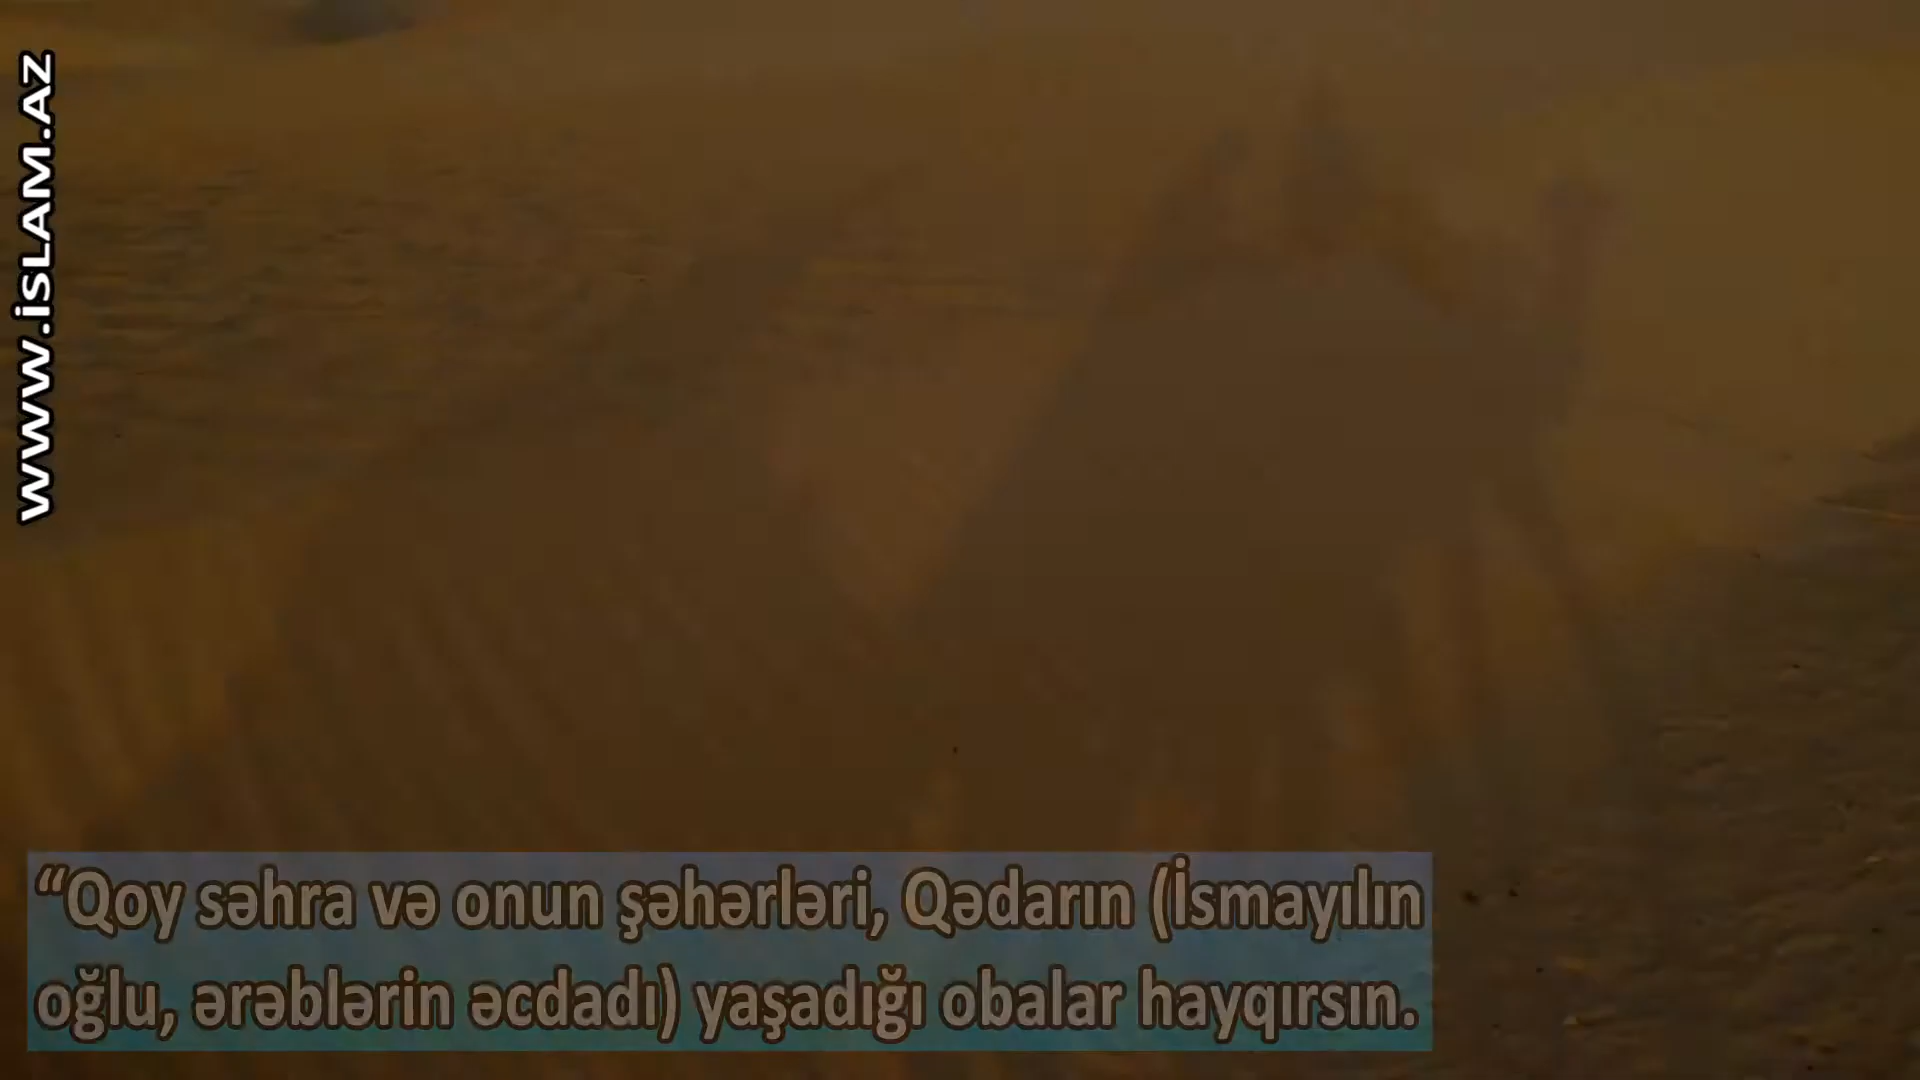 www.İSLAM.AZ
“Qoy səhra və onun şəhərləri, Qədarın (İsmayılın
oğlu, ərəblərin əcdadı) yaşadığı obalar hayqırsın.